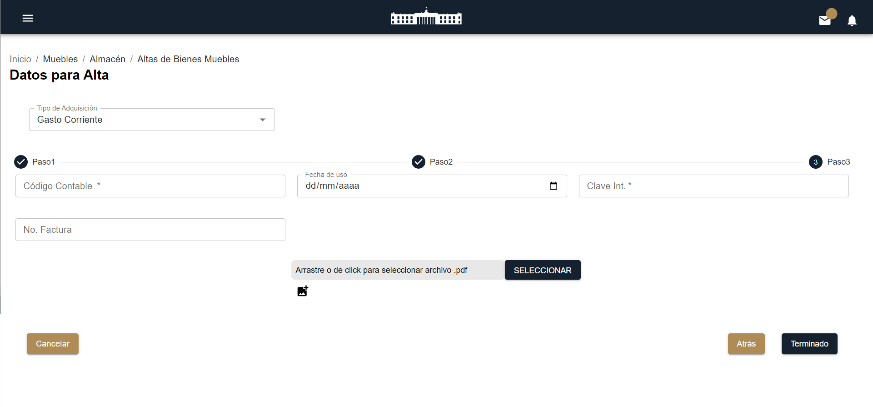 Inicio / Muebles / Almacén / Altas de Bienes Muebles
Datos para Alta
Tipo de Adquisición
Gasto Corriente
Paso1 Paso2 3 Paso3
Código Contable * Fecha de uso dd/mm/aaaa Clave Int. *
No. Factura
Arrastre o de click para seleccionar archivo .pdf SELECCIONAR
Cancelar Atrás Terminado